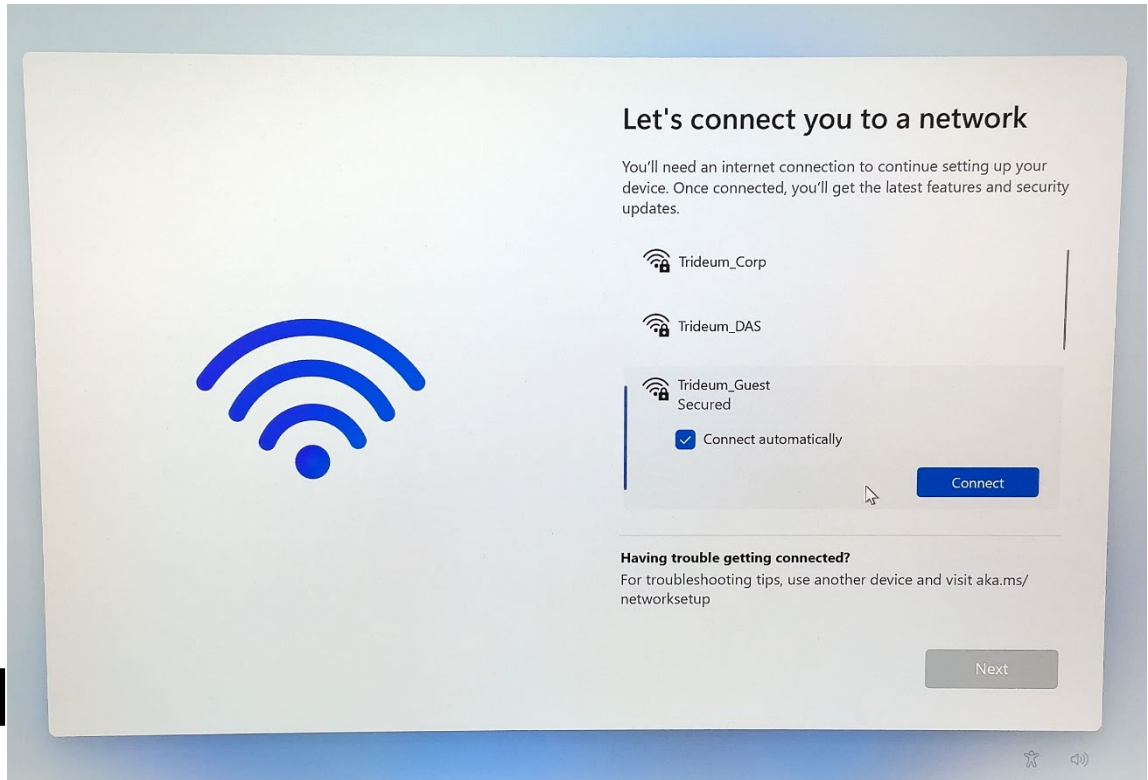 Let's connect you to a network
You'll need an internet connection to continue setting up your
device. Once connected, you'll get the latest features and security
updates.
Trideum_Corp
Trideum_DAS
Trideum_Guest
Secured
Connect automatically
Connect
Having trouble getting connected?
For troubleshooting tips, use another device and visit aka.ms/
networksetup
Next